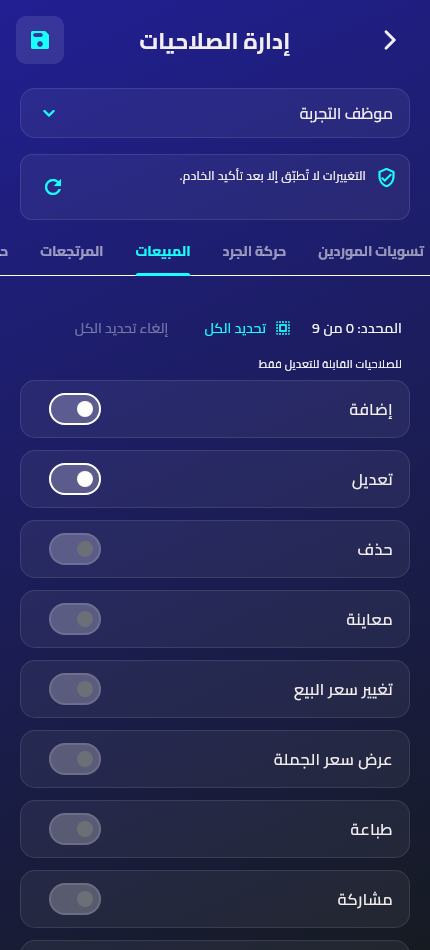 إدارة الصلاحيات
موظف التجربة
التغييرات لا تُطبّق إلا بعد تأكيد الخادم.
تسويات الموردين
حركة الجرد
المبيعات
المرتجعات
المحدد: 0 من 9
تحديد الكل
إلغاء تحديد الكل
للصلاحيات القابلة للتعديل فقط
إضافة
تعديل
حذف
معاينة
تغيير سعر البيع
عرض سعر الجملة
طباعة
مشاركة